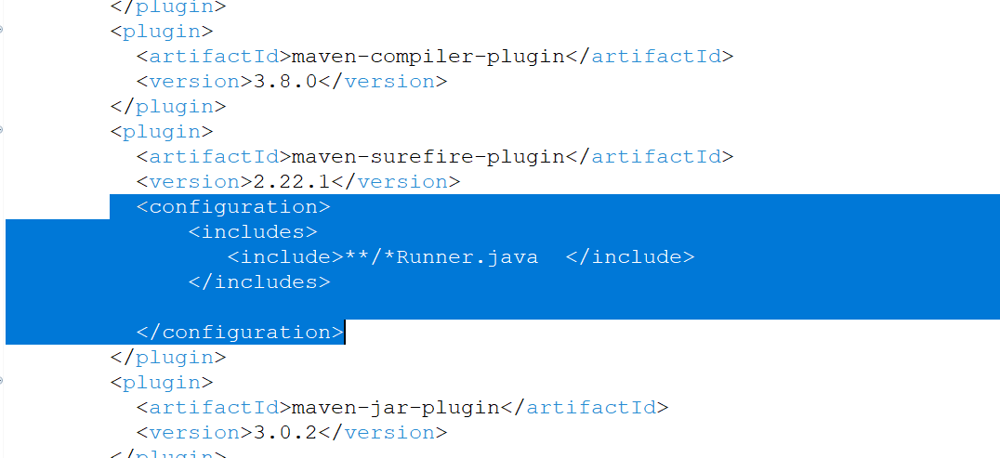 </plugin>
<plugin>
<artifactId>maven-compiler-plugin</artifactId>
<version>3.8.0</version>
</plugin>
<plugin>
<artifactId>maven-surefire-plugin</artifactId>
<version>2.22.1</version>
<configuration>
<includes>
<include>**/*Runner.java  </include>
</includes>
</configuration>
</plugin>
<plugin>
<artifactId>maven-jar-plugin</artifactId>
<version>3.0.2</version>
</plugin>